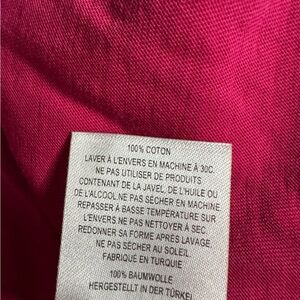 100% COTON
LAVER À L'ENVERS EN MACHINE À 30C.
NE PAS UTILISER DE PRODUITS
CONTENANT DE LA JAVEL, DE L'HUILE OU
DE L'ALCOOL.NE PAS SÉCHER EN MACHINE
REPASSER À BASSE TEMPÉRATURE SUR
L'ENVERS.NE PAS NETTOYER À SEC.
REDONNER SA FORME APRÈS LAVAGE.
NE PAS SÉCHER AU SOLEIL.
FABRIQUÉ EN TURQUIE
100% BAUMWOLLE
HERGESTELLT IN DER TÜRKEI